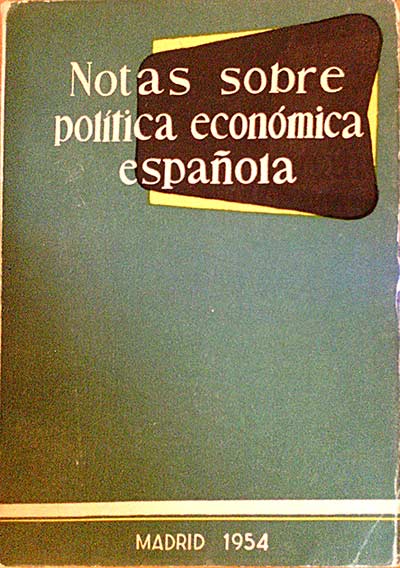 Notas sobre
política económica
española
MADRID 1954